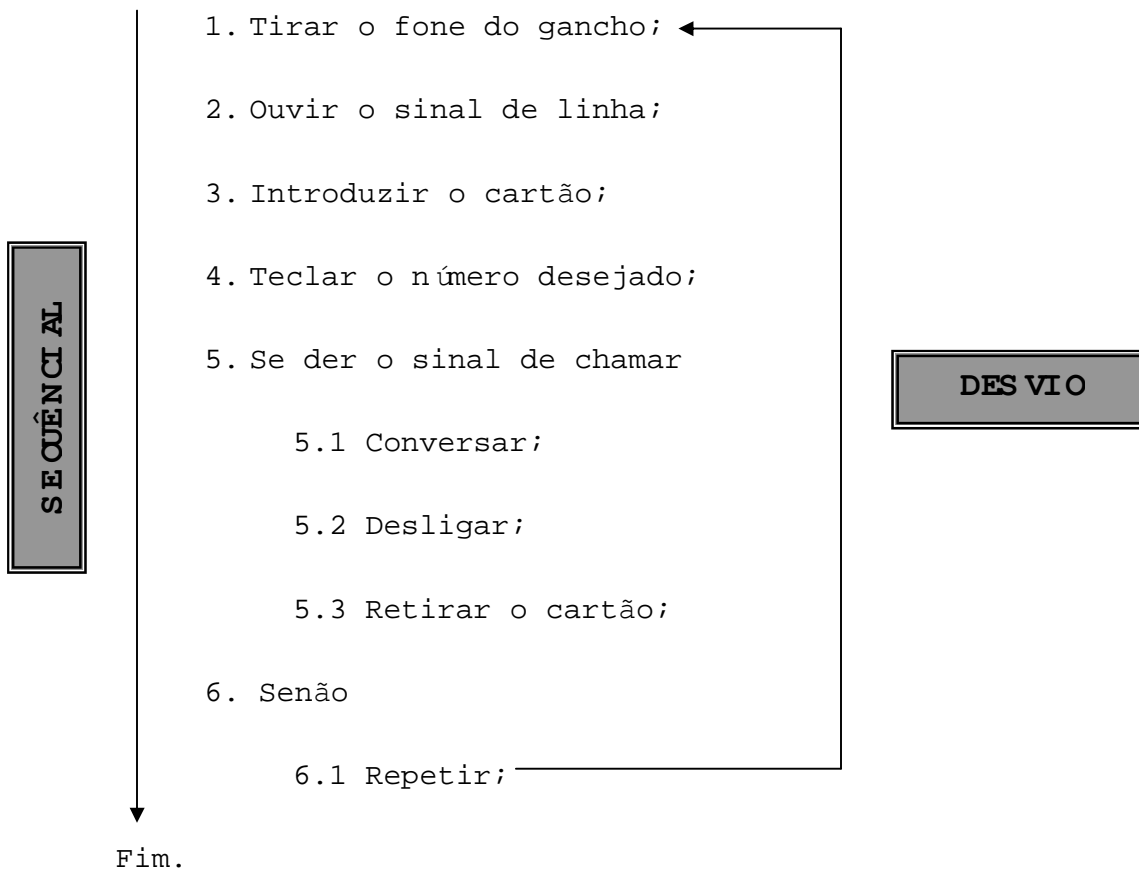 1. Tirar o fone do gancho;
2. Ouvir o sinal de linha;
3. Introduzir o cartão;
4. Teclar o número desejado;
5. Se der o sinal de chamar
5.1 Conversar;
5.2 Desligar;
5.3 Retirar o cartão;
6. Senão
6.1 Repetir;
Fim.
SEQUÊNCIAL
DESVIO